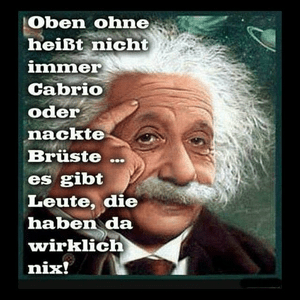 Oben ohne
heißt nicht
immer
Cabrio
oder
nackte
Brüste ...
es gibt
Leute, die
haben da
wirklich
nix!